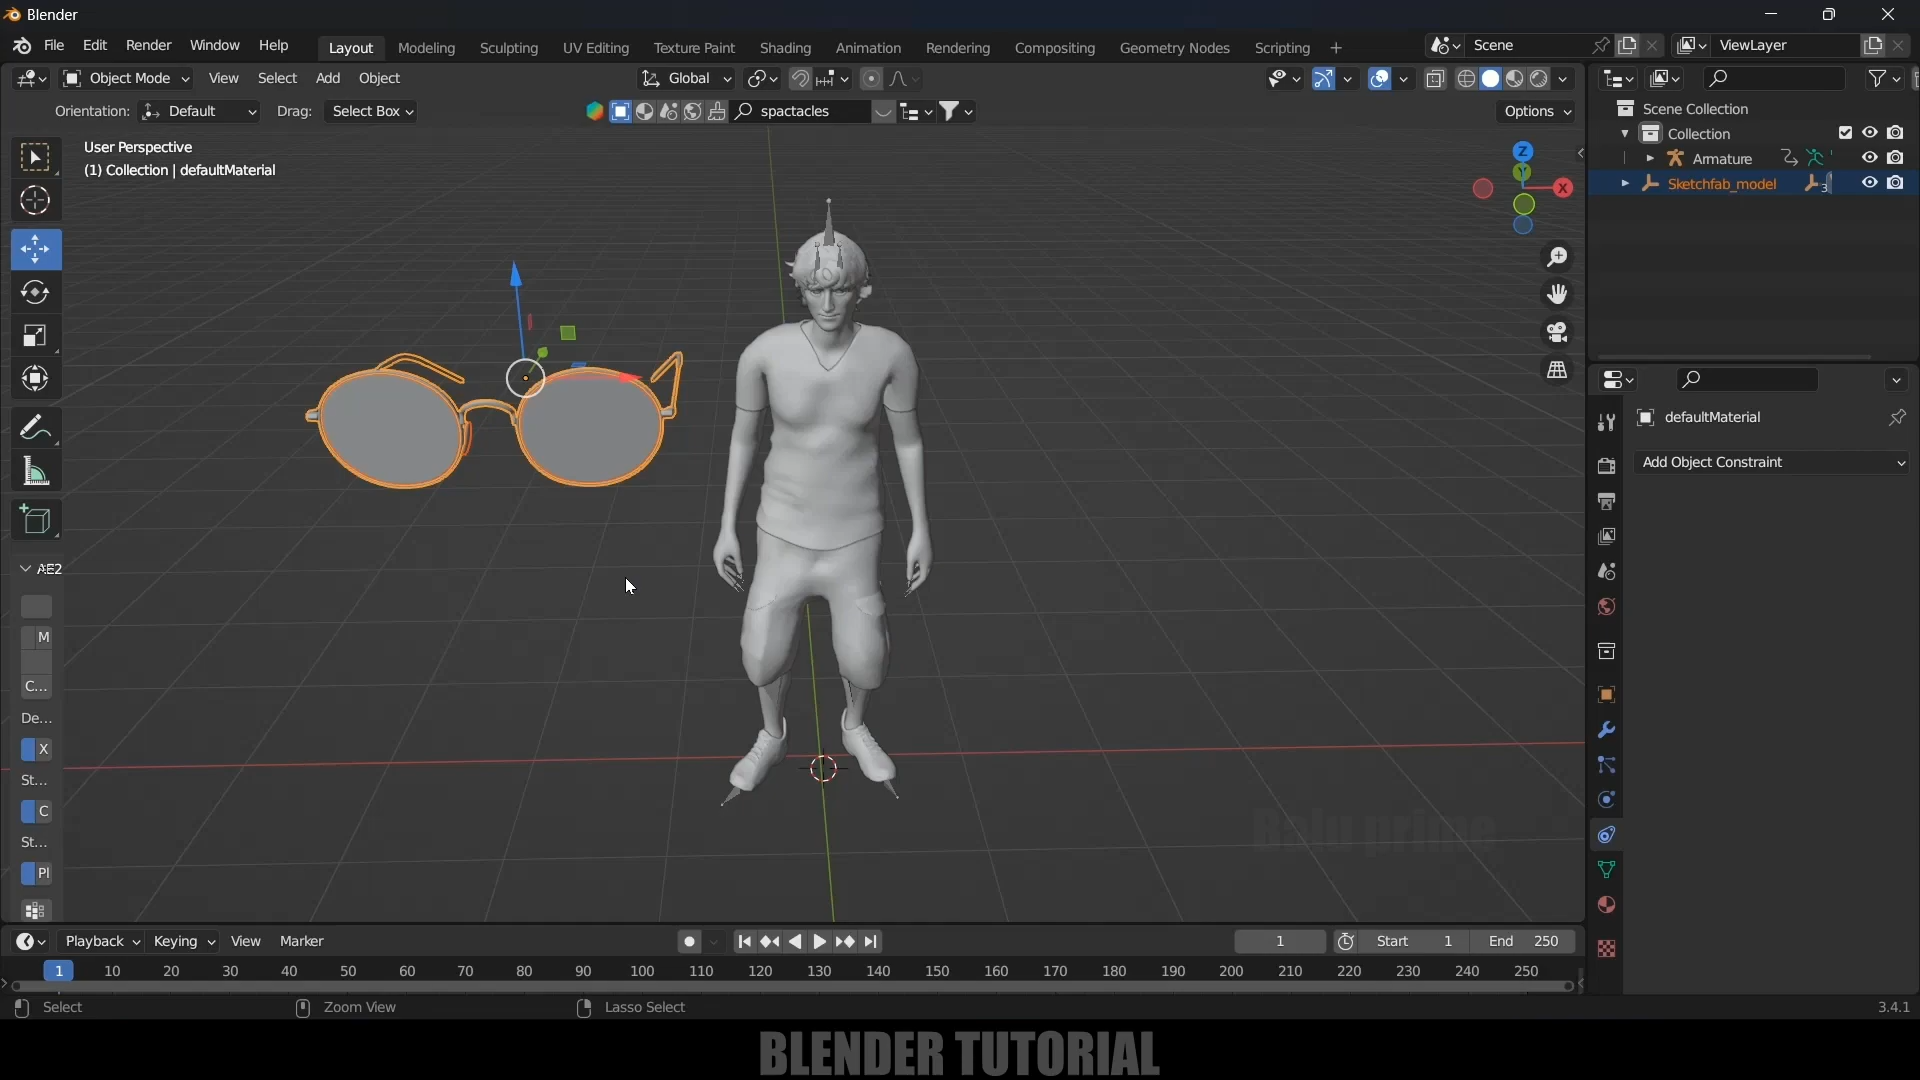 Blender
File Edit Render Window Help Layout Modeling Sculpting UV Editing Texture Paint Shading Animation Rendering Compositing Geometry Nodes Scripting + Scene ViewLayer
Object Mode View Select Add Object Global
Orientation: Default Drag: Select Box spactacles Options
Scene Collection
Collection
Armature
Sketchfab_model
3
User Perspective
(1) Collection | defaultMaterial
Z
Y
X
defaultMaterial
Add Object Constraint
M
C...
De...
X
St...
C
St...
Pl
Balu prime
Playback Keying View Marker 1 Start 1 End 250
1 10 20 30 40 50 60 70 80 90 100 110 120 130 140 150 160 170 180 190 200 210 220 230 240 250
Select Zoom View Lasso Select 3.4.1
BLENDER TUTORIAL